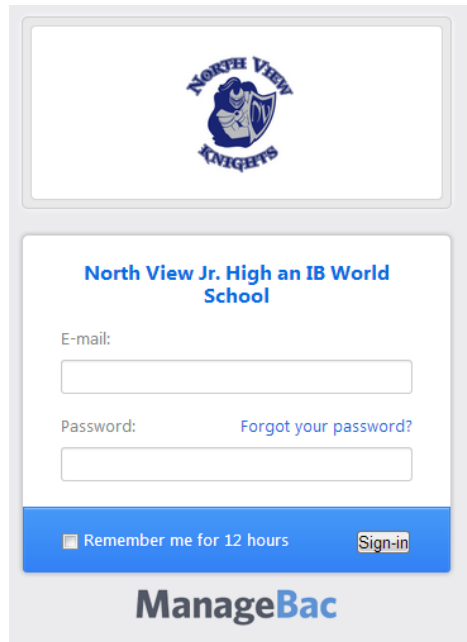 NORTH VIEW
NV
KNIGHTS
North View Jr. High an IB World
School
E-mail:
Password: Forgot your password?
Remember me for 12 hours Sign-in
ManageBac